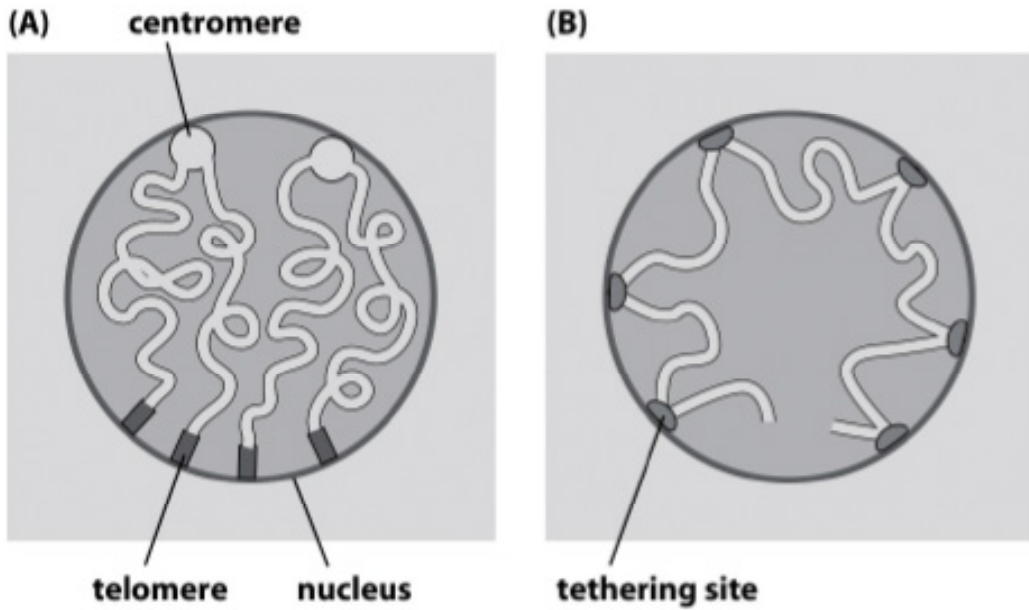 (A)
centromere
(B)
telomere
nucleus
tethering site